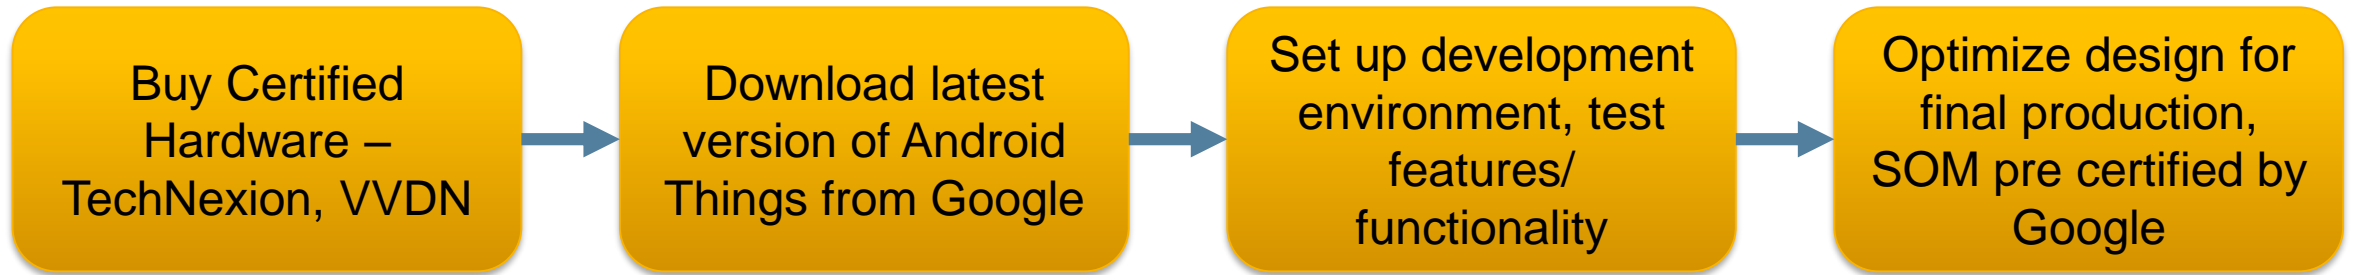 Buy Certified
Hardware –
TechNexion, VVDN
Download latest
version of Android
Things from Google
Set up development
environment, test
features/
functionality
Optimize design for
final production,
SOM pre certified by
Google